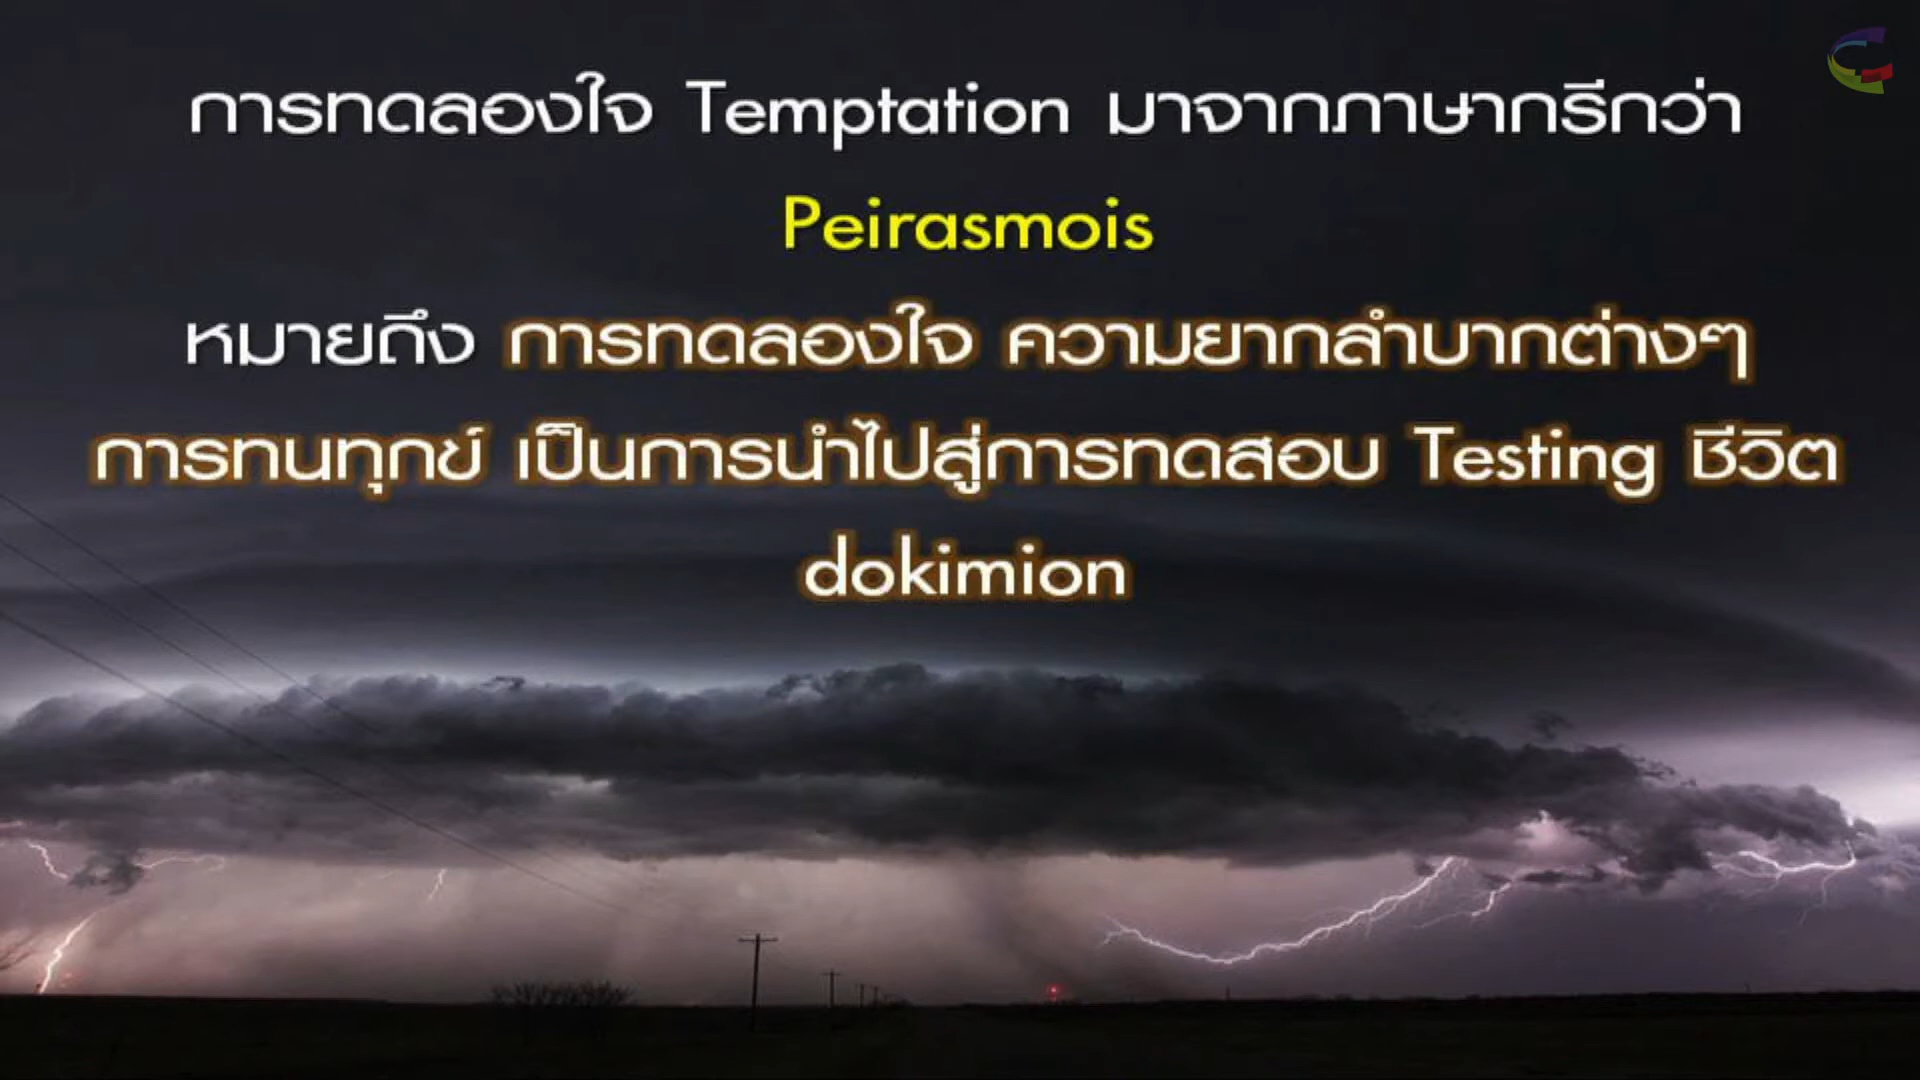 การทดลองใจ Temptation มาจากภาษากรีกว่า
Peirasmois
หมายถึง การทดลองใจ ความยากลำบากต่างๆ
การทนทุกข์ เป็นการนำไปสู่การทดสอบ Testing ชีวิต
dokimion